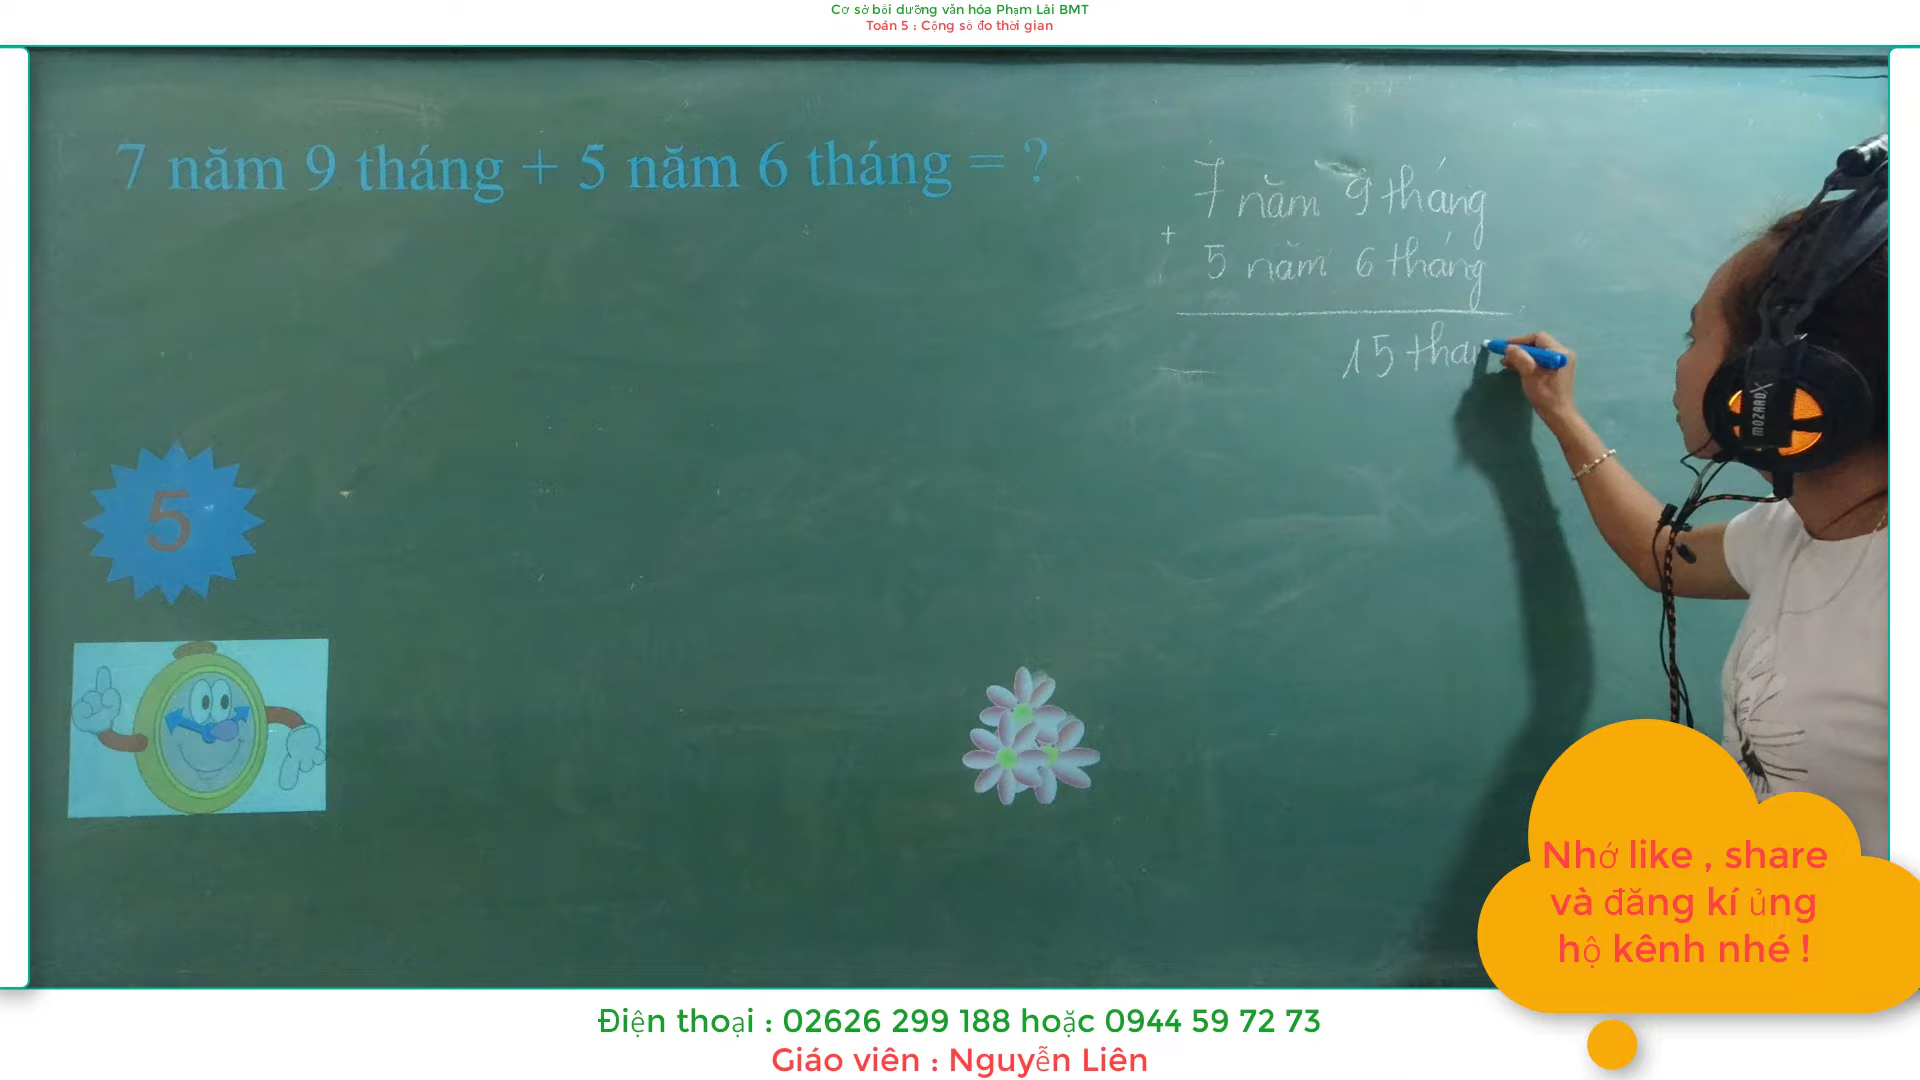 Cơ sở bồi dưỡng văn hóa Phạm Lài BMT
Toán 5 : Cộng số đo thời gian
7 năm 9 tháng + 5 năm 6 tháng = ?
7 năm 9 tháng
+
5 năm 6 tháng
15 than
5
MOZARDX
Nhớ like , share
và đăng kí ủng
hộ kênh nhé !
Điện thoại : 02626 299 188 hoặc 0944 59 72 73
Giáo viên : Nguyễn Liên